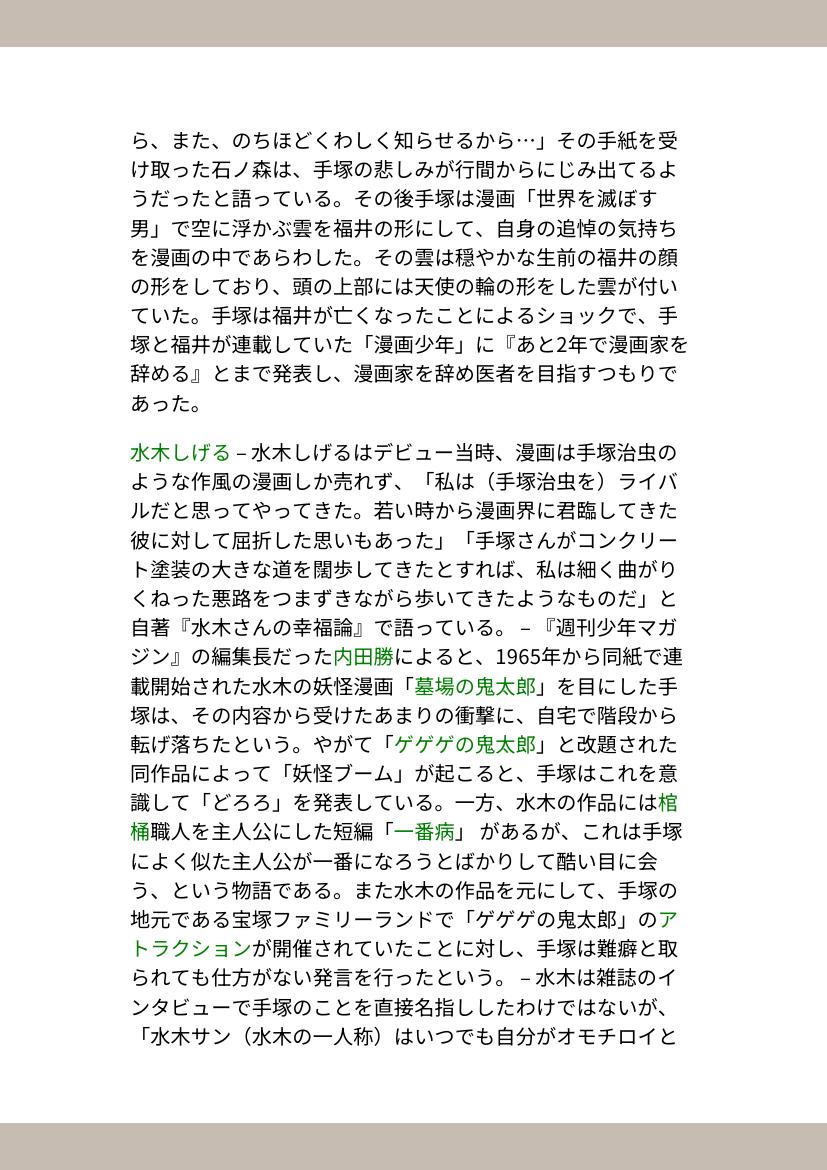 ら、また、のちほどくわしく知らせるから…」その手紙を受
け取った石ノ森は、手塚の悲しみが行間からにじみ出てるよ
うだったと語っている。その後手塚は漫画「世界を滅ぼす
男」で空に浮かぶ雲を福井の形にして、自身の追悼の気持ち
を漫画の中であらわした。その雲は穏やかな生前の福井の顔
の形をしており、頭の上部には天使の輪の形をした雲が付い
ていた。手塚は福井が亡くなったことによるショックで、手
塚と福井が連載していた「漫画少年」に『あと2年で漫画家を
辞める』とまで発表し、漫画家を辞め医者を目指すつもりで
あった。
水木しげる – 水木しげるはデビュー当時、漫画は手塚治虫の
ような作風の漫画しか売れず、「私は（手塚治虫を）ライバ
ルだと思ってやってきた。若い時から漫画界に君臨してきた
彼に対して屈折した思いもあった」「手塚さんがコンクリー
ト塗装の大きな道を闊歩してきたとすれば、私は細く曲がり
くねった悪路をつまずきながら歩いてきたようなものだ」と
自著『水木さんの幸福論』で語っている。 – 『週刊少年マガ
ジン』の編集長だった内田勝によると、1965年から同紙で連
載開始された水木の妖怪漫画「墓場の鬼太郎」を目にした手
塚は、その内容から受けたあまりの衝撃に、自宅で階段から
転げ落ちたという。やがて「ゲゲゲの鬼太郎」と改題された
同作品によって「妖怪ブーム」が起こると、手塚はこれを意
識して「どろろ」を発表している。一方、水木の作品には棺
桶職人を主人公にした短編「一番病」 があるが、これは手塚
によく似た主人公が一番になろうとばかりして酷い目に会
う、という物語である。また水木の作品を元にして、手塚の
地元である宝塚ファミリーランドで「ゲゲゲの鬼太郎」のア
トラクションが開催されていたことに対し、手塚は難癖と取
られても仕方がない発言を行ったという。 – 水木は雑誌のイ
ンタビューで手塚のことを直接名指ししたわけではないが、
「水木サン（水木の一人称）はいつでも自分がオモチロイと